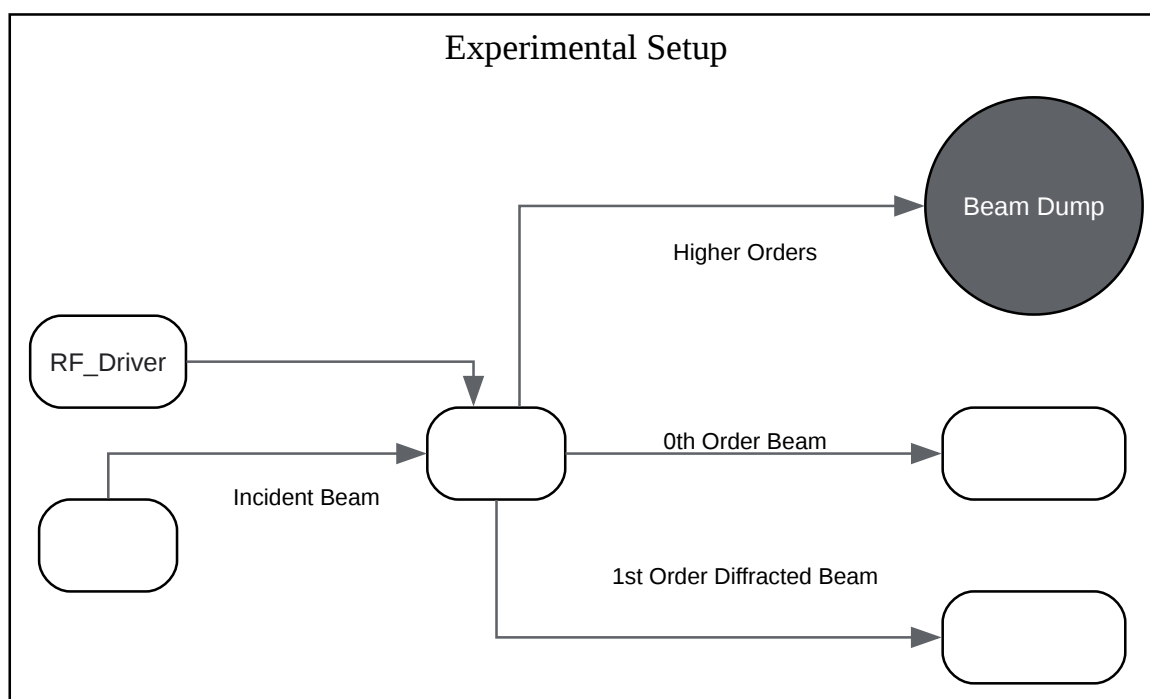 Experimental Setup
Beam Dump
Higher Orders
RF_Driver
0th Order Beam
Incident Beam
1st Order Diffracted Beam